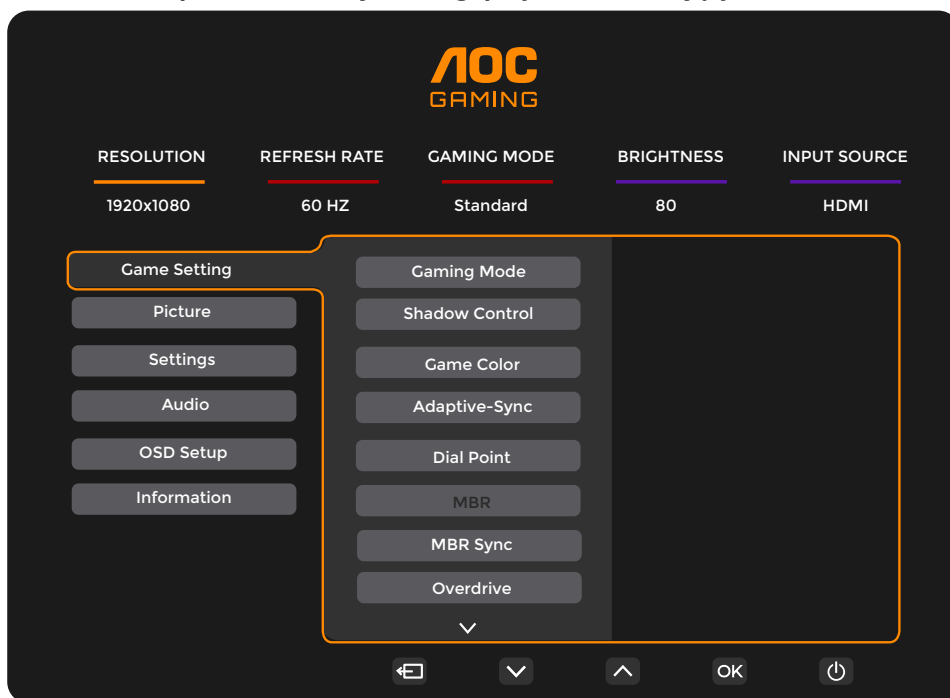 AOC
GAMING
RESOLUTION REFRESH RATE GAMING MODE BRIGHTNESS INPUT SOURCE
1920x1080 60 HZ Standard 80 HDMI
Game Setting
Picture
Settings
Audio
OSD Setup
Information
Gaming Mode
Shadow Control
Game Color
Adaptive-Sync
Dial Point
MBR
MBR Sync
Overdrive
OK